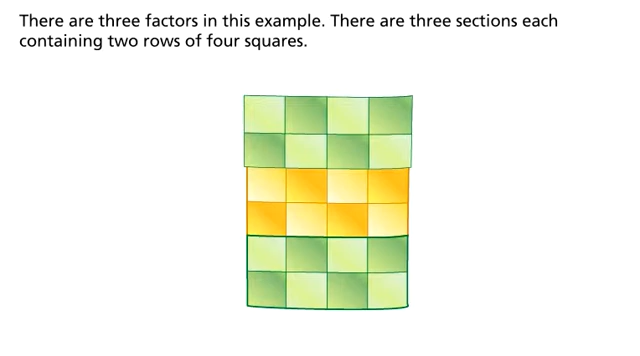 There are three factors in this example. There are three sections each
containing two rows of four squares.